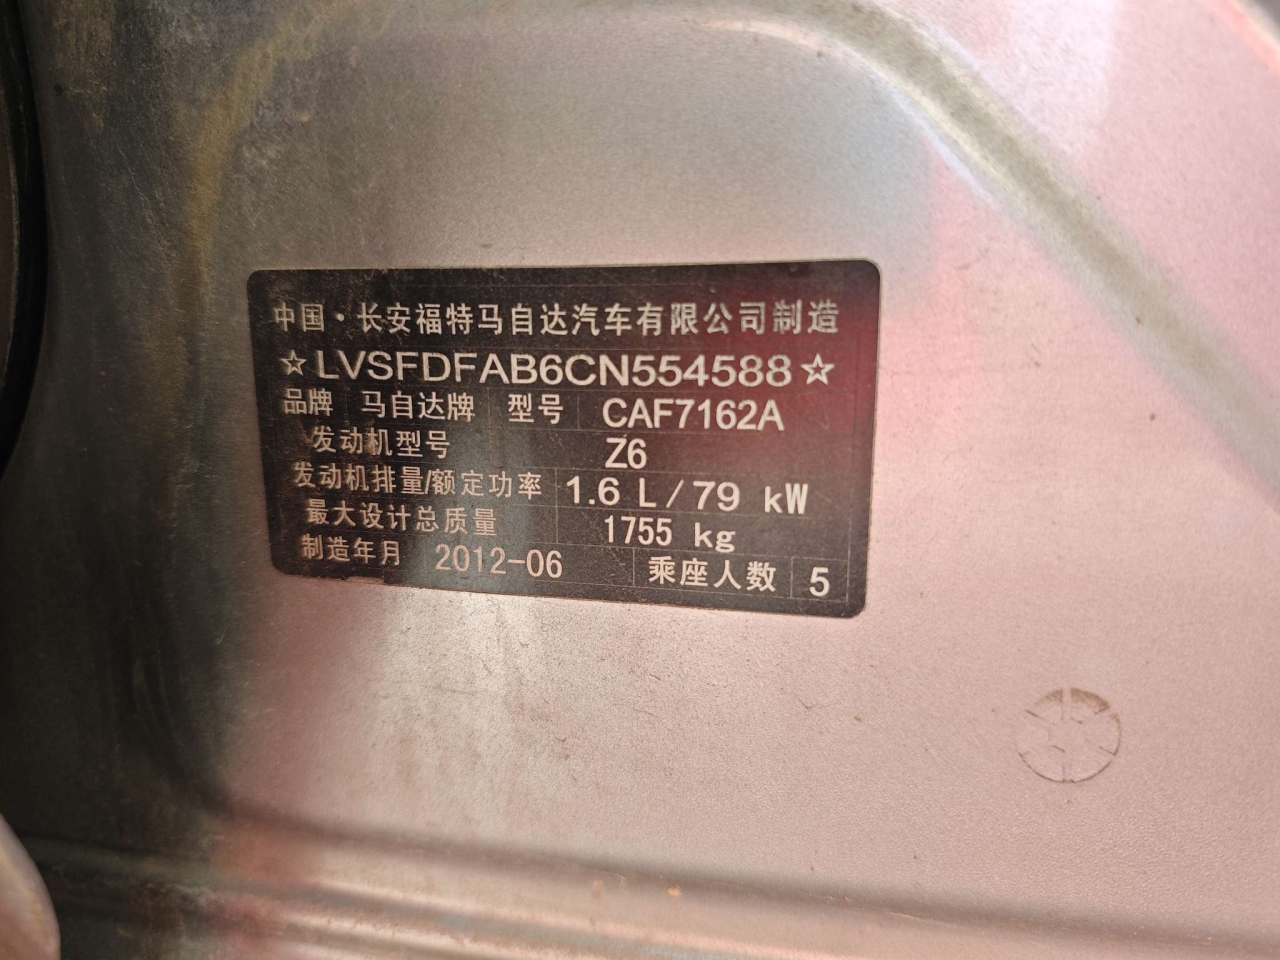 中国·长安福特马自达汽车有限公司制造
☆LVSFDFAB6CN554588☆
品牌 马自达牌 型号 CAF7162A
发动机型号 Z6
发动机排量/额定功率 1.6 L/79 kW
最大设计总质量 1755 kg
制造年月 2012-06 乘座人数 5